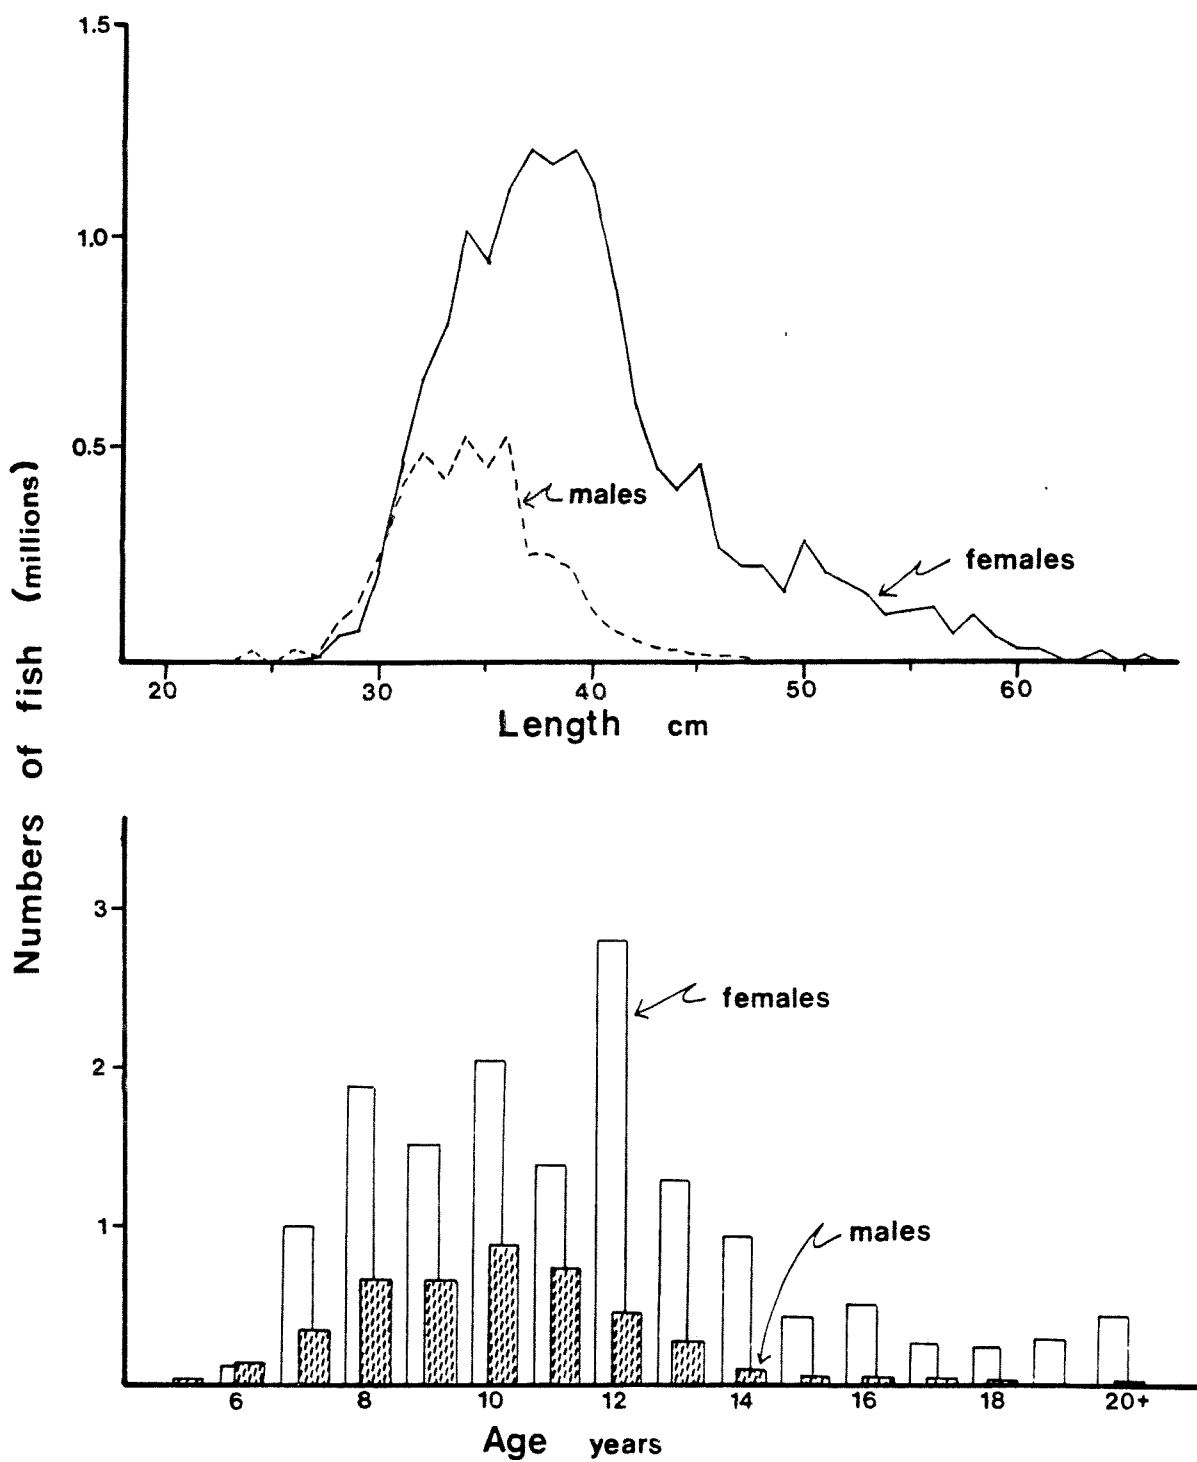 1.5
1.0
0.5
males
females
20 30 40 50 60
Length cm
Numbers of fish (millions)
3
2
1
females
males
6 8 10 12 14 16 18 20+
Age years